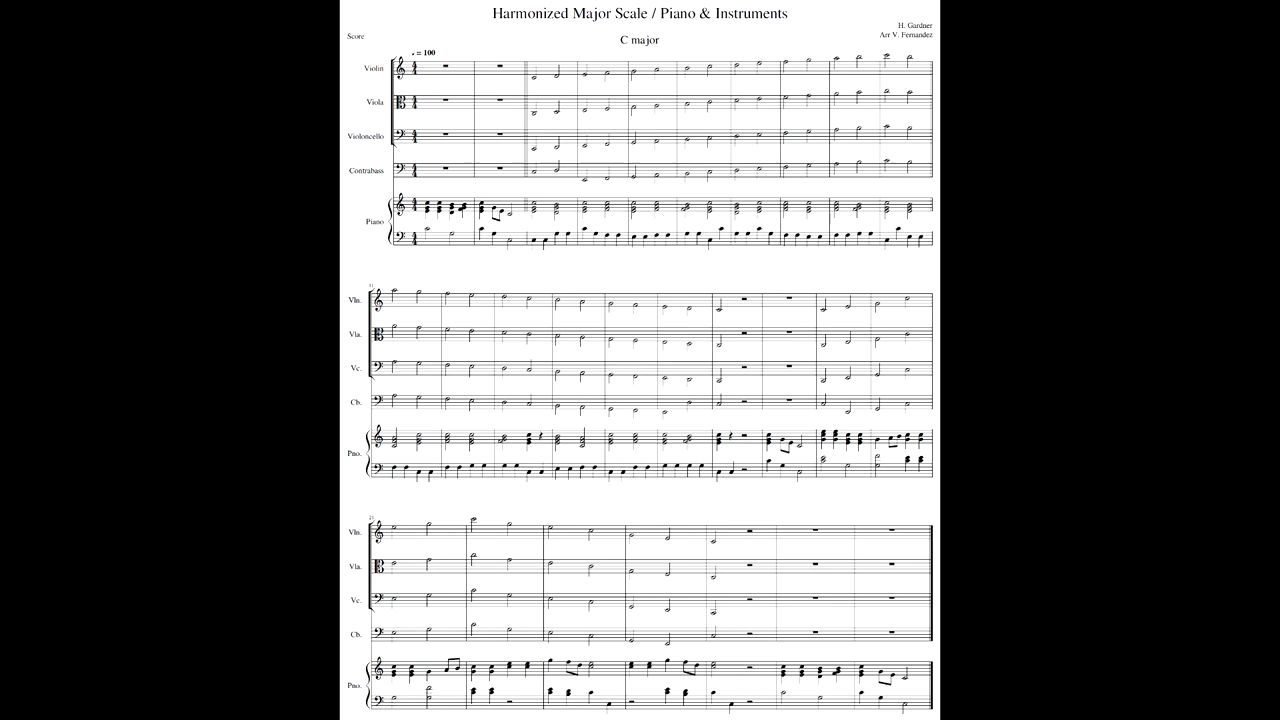 Harmonized Major Scale / Piano & Instruments
H. Gardner
Score
C major
Arr V. Fernandez
= 100
Violin
Viola
Violoncello
Contrabass
Piano
11
Vln.
Vla.
Vc.
Cb.
Pno.
21
Vln.
Vla.
Vc.
Cb.
Pno.